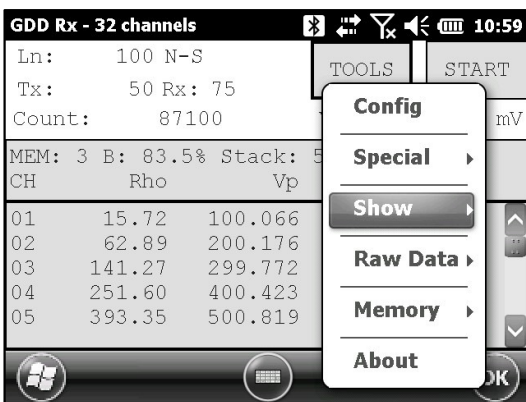 GDD Rx - 32 channels 10:59
Ln: 100 N-S
TOOLS START
Tx: 50 Rx: 75
Count: 87100 mV
MEM: 3 B: 83.5% Stack: 5
CH Rho Vp
01 15.72 100.066
02 62.89 200.176
03 141.27 299.772
04 251.60 400.423
05 393.35 500.819
Config
Special
Show
Raw Data
Memory
About
OK